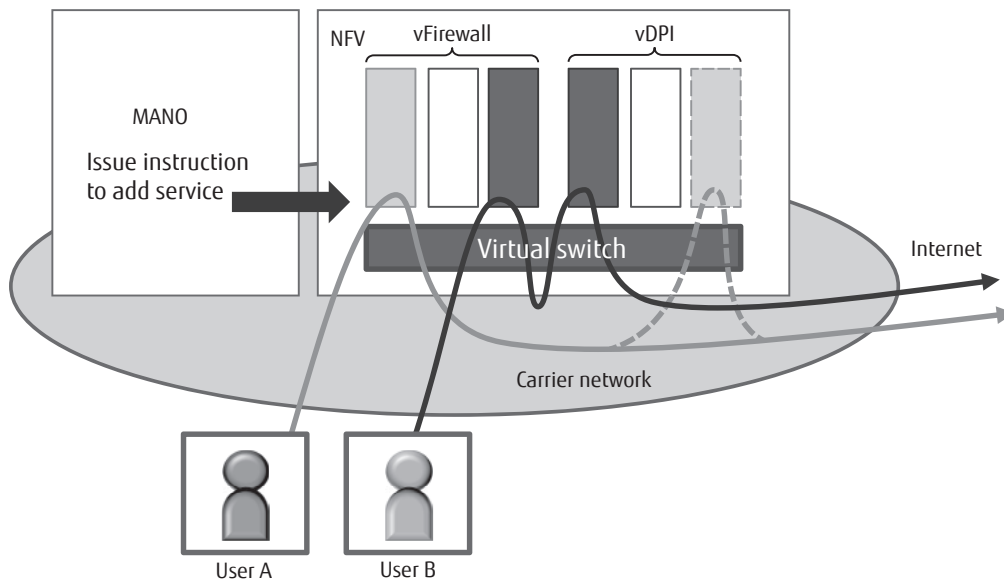 NFV
vFirewall
vDPI
MANO
Issue instruction
to add service
Virtual switch
Internet
Carrier network
User A
User B